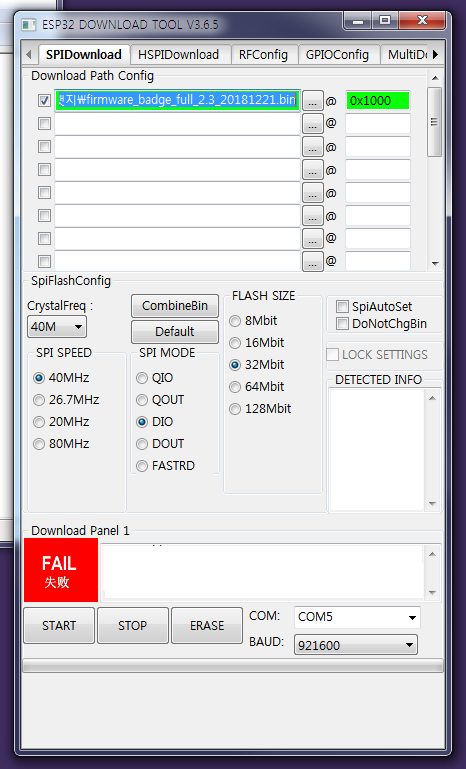 ESP32 DOWNLOAD TOOL V3.6.5
SPIDownload HSPIDownload RFConfig GPIOConfig MultiDo
Download Path Config
지₩firmware_badge_full_2.3_20181221.bin ... @ 0x1000
... @
... @
... @
... @
... @
... @
... @
SpiFlashConfig
CrystalFreq :
40M
CombineBin
Default
SPI SPEED
40MHz
26.7MHz
20MHz
80MHz
SPI MODE
QIO
QOUT
DIO
DOUT
FASTRD
FLASH SIZE
8Mbit
16Mbit
32Mbit
64Mbit
128Mbit
SpiAutoSet
DoNotChgBin
LOCK SETTINGS
DETECTED INFO
Download Panel 1
FAIL
失败
START STOP ERASE
COM: COM5
BAUD: 921600